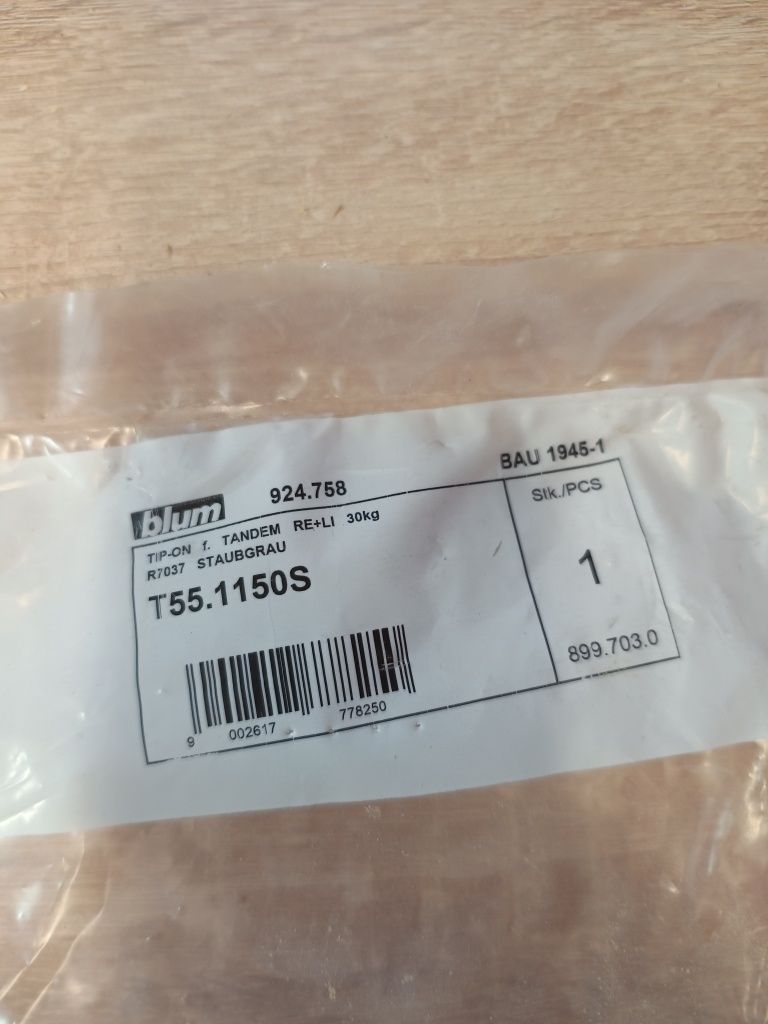 blum
924.758
BAU 1945-1
TIP-ON f. TANDEM RE+LI 30kg
R7037 STAUBGRAU
T55.1150S
Stk./PCS
1
899.703.0
9 002617 778250